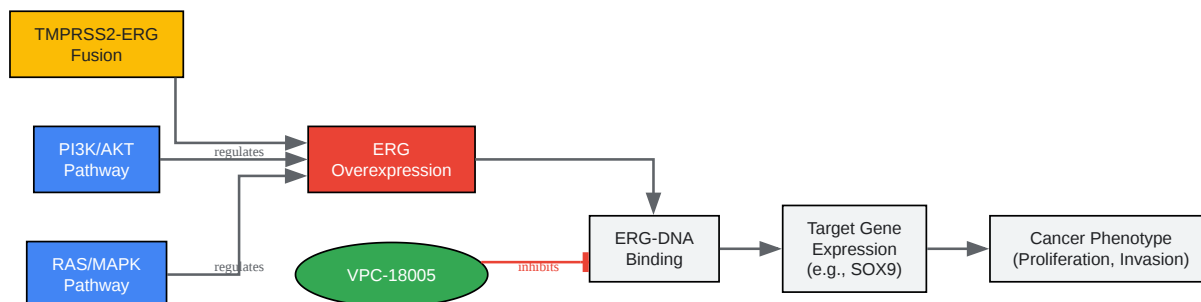 TMPRSS2-ERG
Fusion
PI3K/AKT
Pathway
regulates
ERG
Overexpression
RAS/MAPK
Pathway
regulates
VPC-18005
inhibits
ERG-DNA
Binding
Target Gene
Expression
(e.g., SOX9)
Cancer Phenotype
(Proliferation, Invasion)